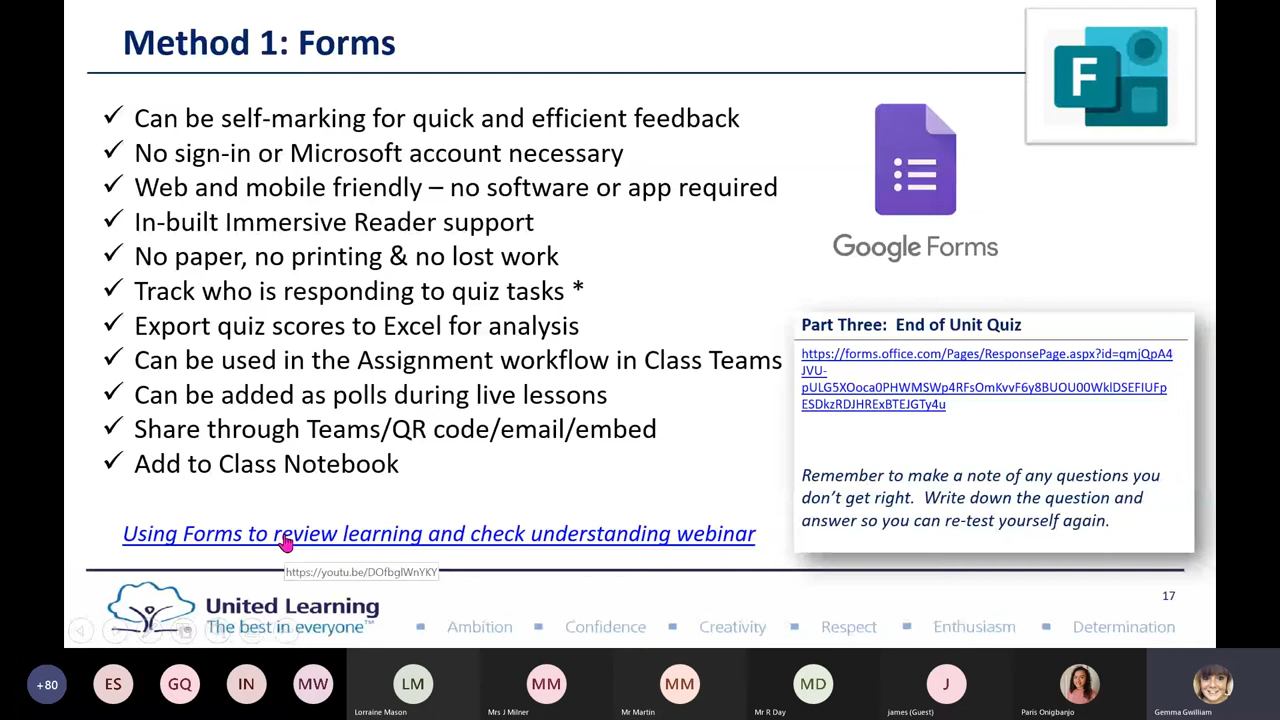 Method 1: Forms
F
✓ Can be self-marking for quick and efficient feedback
✓ No sign-in or Microsoft account necessary
✓ Web and mobile friendly – no software or app required
✓ In-built Immersive Reader support
✓ No paper, no printing & no lost work
✓ Track who is responding to quiz tasks *
✓ Export quiz scores to Excel for analysis
✓ Can be used in the Assignment workflow in Class Teams
✓ Can be added as polls during live lessons
✓ Share through Teams/QR code/email/embed
✓ Add to Class Notebook
Using Forms to review learning and check understanding webinar
https://youtu.be/DOfbglWnYKY
Google Forms
Part Three: End of Unit Quiz
https://forms.office.com/Pages/ResponsePage.aspx?id=qmjQpA4
JVU-
pULG5XOoca0PHWMSWp4RFsOmKvvF6y8BUOU00WklDSEFIUFp
ESDkzRDJHRExBTEJGTy4u
Remember to make a note of any questions you
don’t get right. Write down the question and
answer so you can re-test yourself again.
17
United Learning
The best in everyone™
Ambition Confidence Creativity Respect Enthusiasm Determination
+80 ES GQ IN MW LM MM MM MD J
Lorraine Mason Mrs J Milner Mr Martin Mr R Day james (Guest) Paris Onigbanjo Gemma Gwilliam